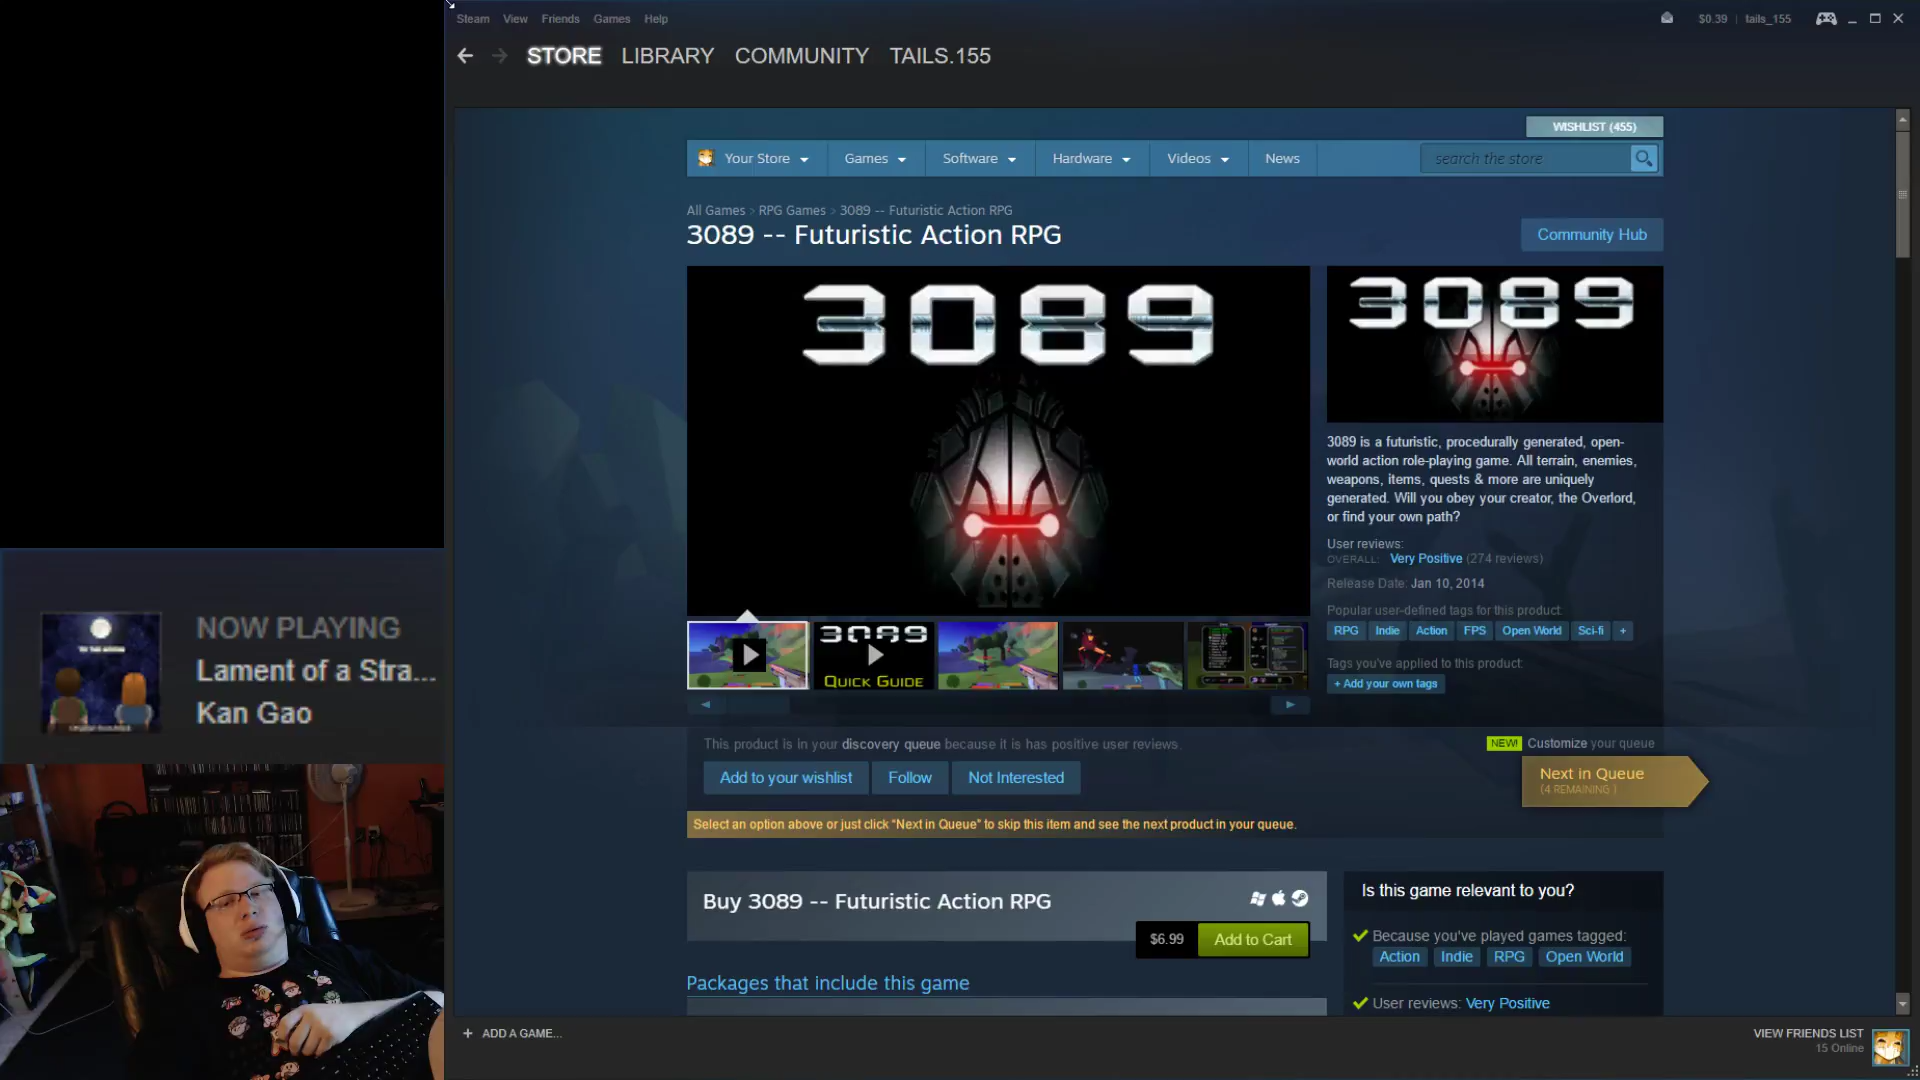 Steam View Friends Games Help
$0.39 | tails_155
STORE LIBRARY COMMUNITY TAILS.155
WISHLIST (455)
Your Store Games Software Hardware Videos News
search the store
All Games > RPG Games > 3089 -- Futuristic Action RPG
3089 -- Futuristic Action RPG
Community Hub
3089
3089
3089 is a futuristic, procedurally generated, open-
world action role-playing game. All terrain, enemies,
weapons, items, quests & more are uniquely
generated. Will you obey your creator, the Overlord,
or find your own path?
User reviews:
OVERALL: Very Positive (274 reviews)
Release Date: Jan 10, 2014
Popular user-defined tags for this product:
RPG Indie Action FPS Open World Sci-fi +
Tags you've applied to this product:
+ Add your own tags
3089
QUICK GUIDE
NOW PLAYING
Lament of a Stra...
Kan Gao
This product is in your discovery queue because it is has positive user reviews.
NEW! Customize your queue
Add to your wishlist Follow Not Interested
Next in Queue
(4 REMAINING )
Select an option above or just click "Next in Queue" to skip this item and see the next product in your queue.
Buy 3089 -- Futuristic Action RPG
$6.99 Add to Cart
Packages that include this game
Is this game relevant to you?
Because you've played games tagged:
Action Indie RPG Open World
User reviews: Very Positive
+ ADD A GAME...
VIEW FRIENDS LIST
15 Online